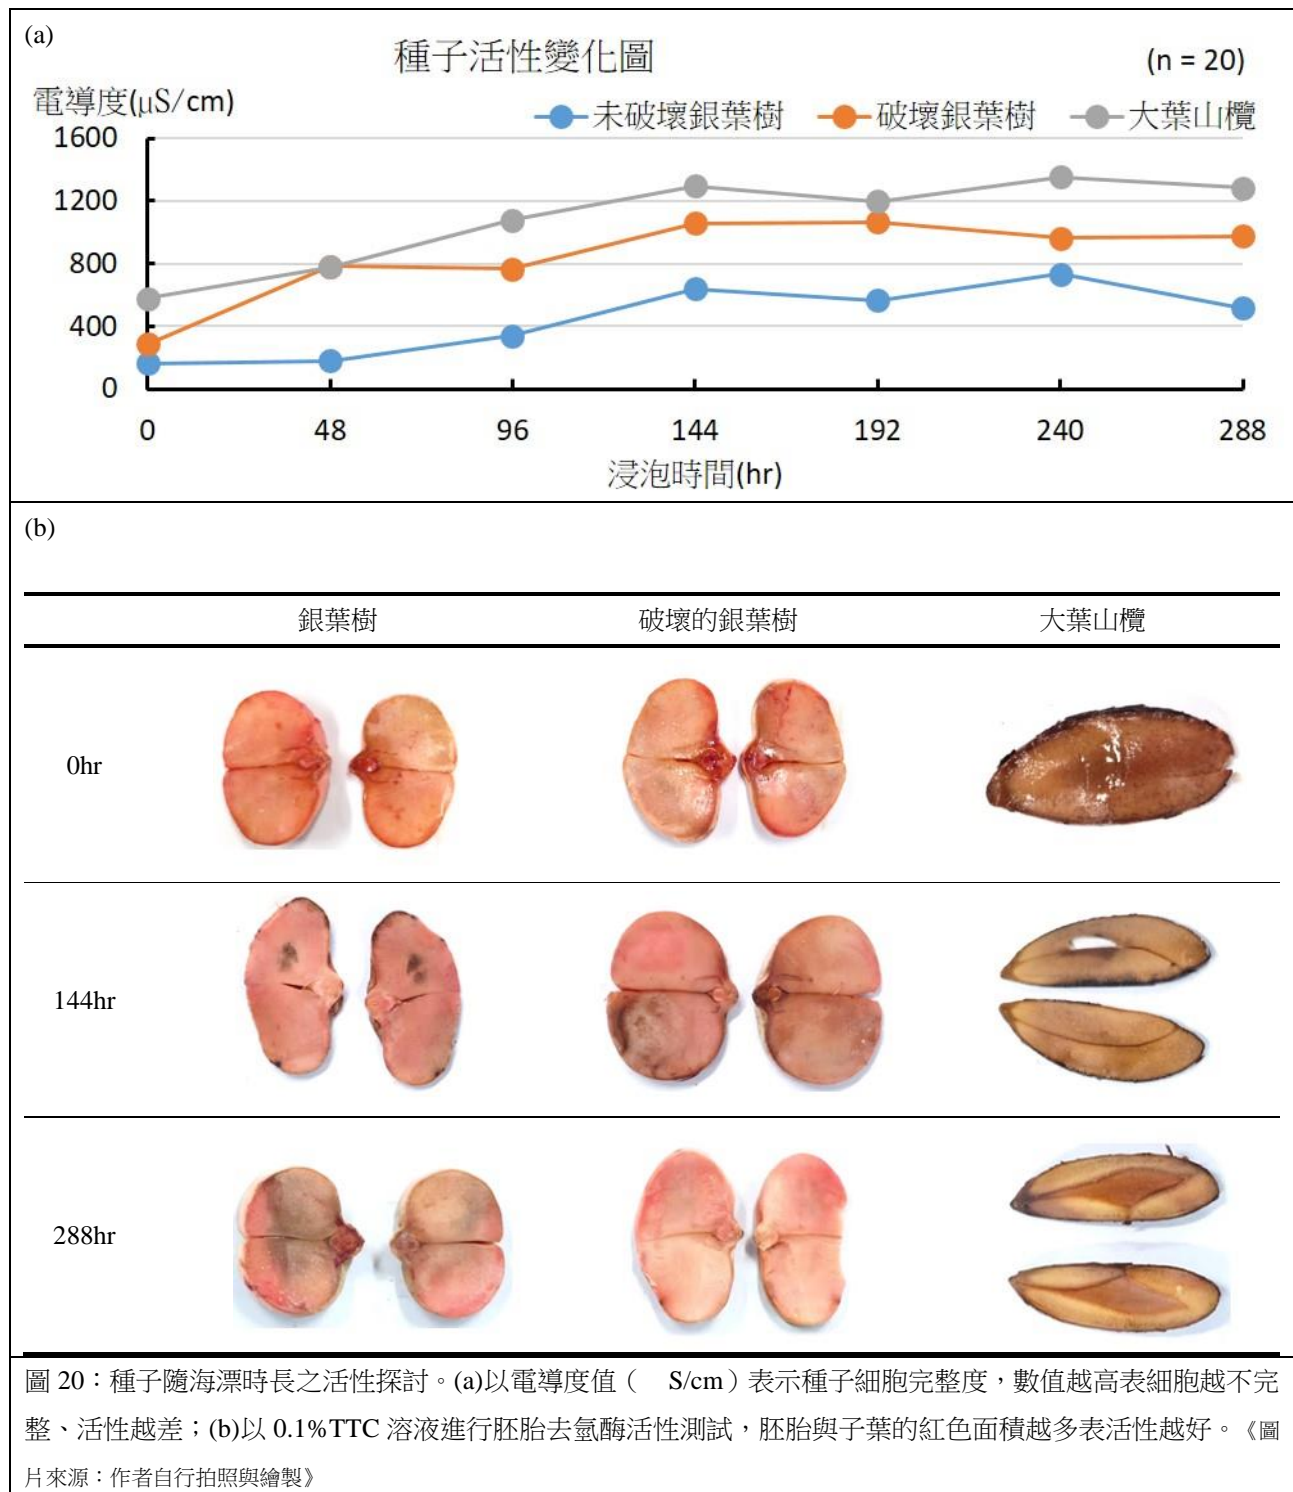 (a)
種子活性變化圖
(n = 20)
電導度(μS/cm)
未破壞銀葉樹 破壞銀葉樹 大葉山欖
1600
1200
800
400
0
0 48 96 144 192 240 288
浸泡時間(hr)
(b)
銀葉樹 破壞的銀葉樹 大葉山欖
0hr
144hr
288hr
圖 20：種子隨海漂時長之活性探討。(a)以電導度值（ S/cm）表示種子細胞完整度，數值越高表細胞越不完
整、活性越差；(b)以 0.1%TTC 溶液進行胚胎去氫酶活性測試，胚胎與子葉的紅色面積越多表活性越好。《圖
片來源：作者自行拍照與繪製》